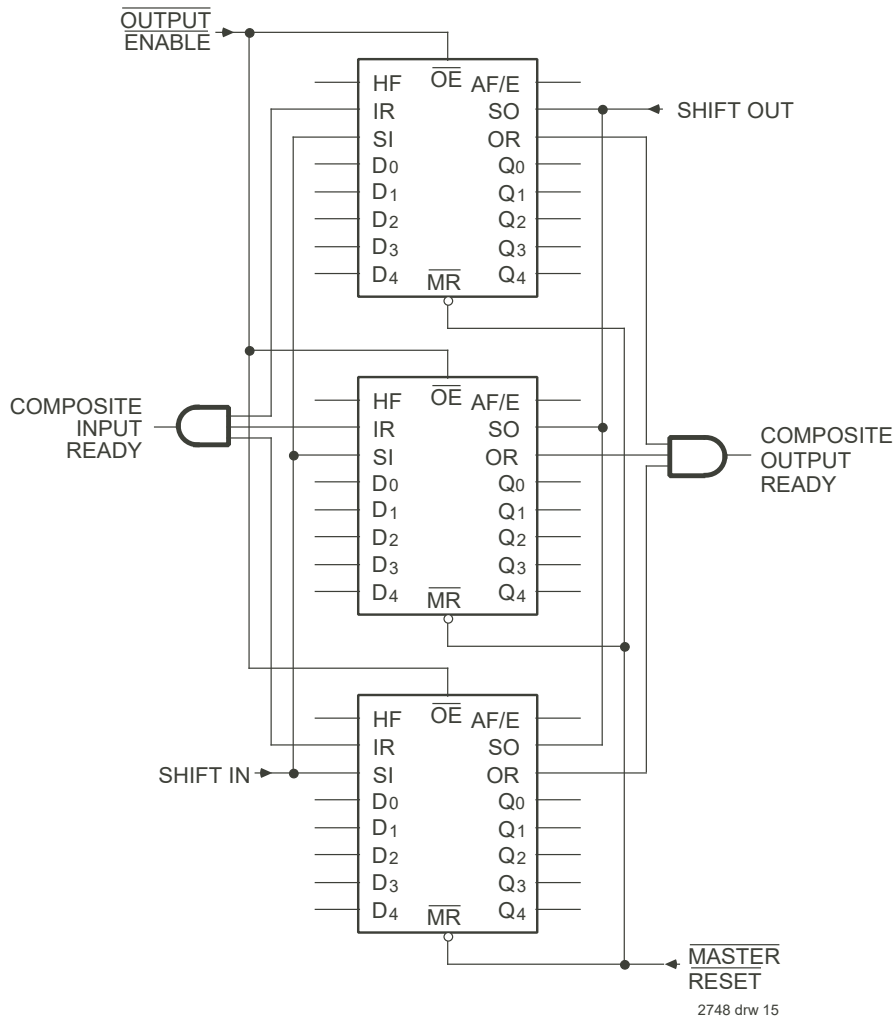 OUTPUT
ENABLE
OE
HF AF/E
IR SO
SHIFT OUT
SI OR
D0 Q0
D1 Q1
D2 Q2
D3 Q3
D4 Q4
MR
OE
HF AF/E
COMPOSITE
INPUT
READY
IR SO
SI OR
COMPOSITE
OUTPUT
READY
D0 Q0
D1 Q1
D2 Q2
D3 Q3
D4 Q4
MR
OE
HF AF/E
IR SO
SHIFT IN
SI OR
D0 Q0
D1 Q1
D2 Q2
D3 Q3
D4 Q4
MR
MASTER
RESET
2748 drw 15